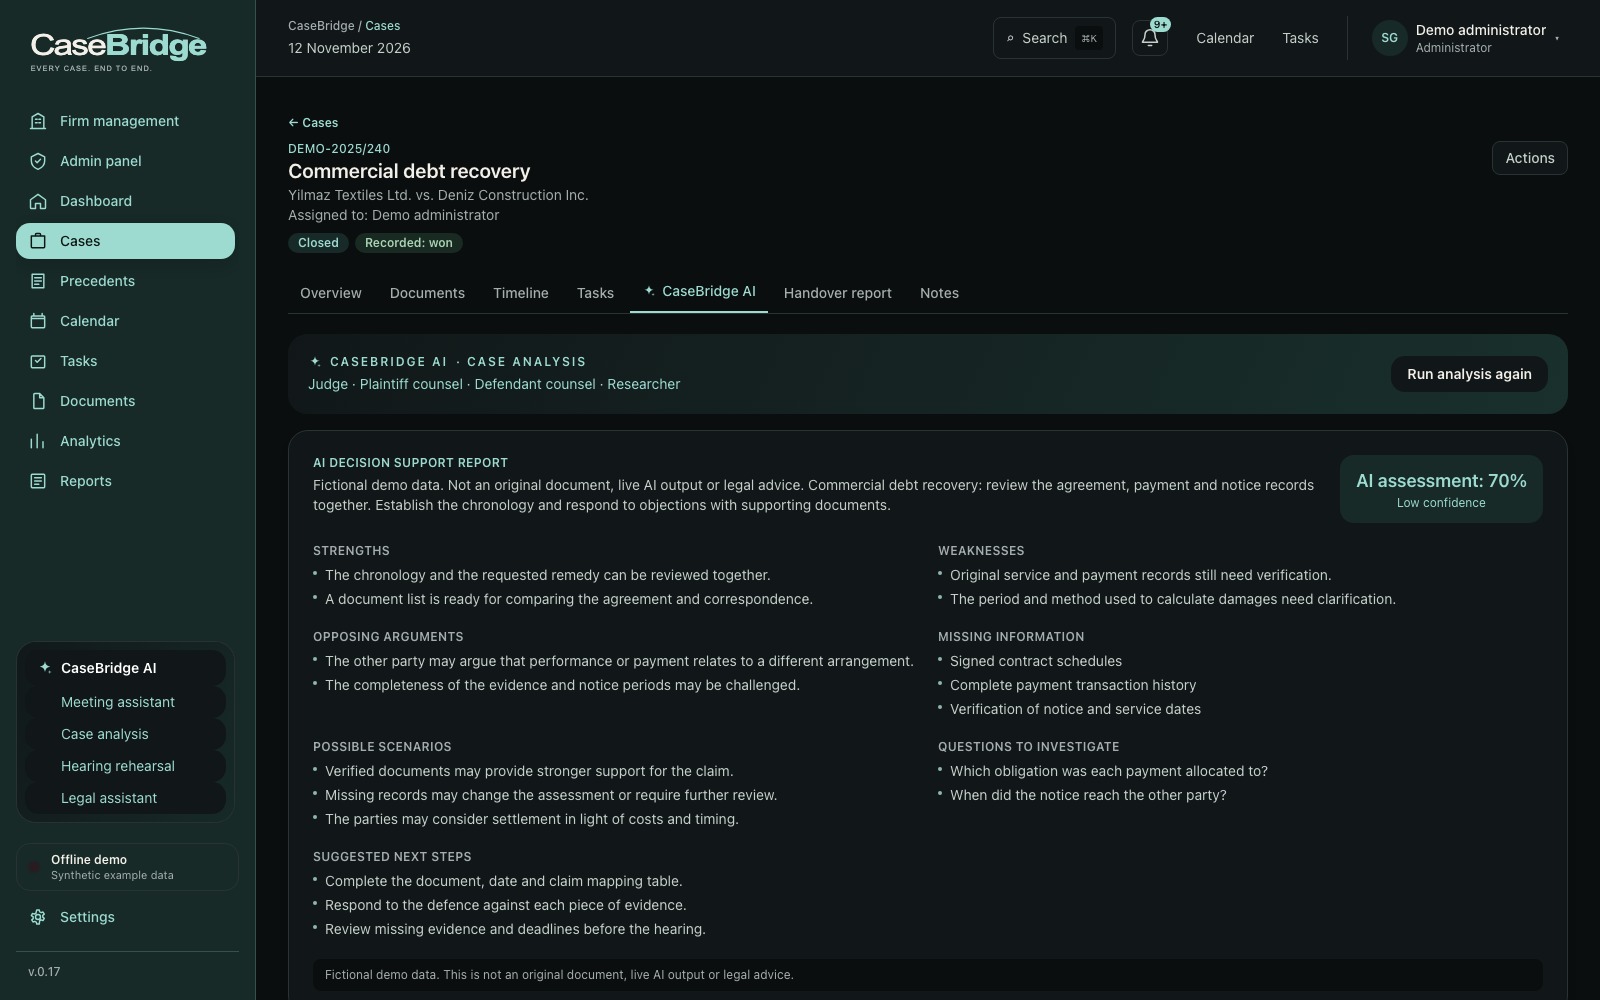 CaseBridge
EVERY CASE. END TO END.
Firm management
Admin panel
Dashboard
Cases
Precedents
Calendar
Tasks
Documents
Analytics
Reports
CaseBridge AI
Meeting assistant
Case analysis
Hearing rehearsal
Legal assistant
Offline demo
Synthetic example data
Settings
v.0.17
CaseBridge / Cases
12 November 2026
Search ⌘K
9+
Calendar
Tasks
SG
Demo administrator
Administrator
← Cases
DEMO-2025/240
Commercial debt recovery
Yilmaz Textiles Ltd. vs. Deniz Construction Inc.
Assigned to: Demo administrator
Closed
Recorded: won
Actions
Overview
Documents
Timeline
Tasks
CaseBridge AI
Handover report
Notes
CASEBRIDGE AI · CASE ANALYSIS
Judge · Plaintiff counsel · Defendant counsel · Researcher
Run analysis again
AI DECISION SUPPORT REPORT
Fictional demo data. Not an original document, live AI output or legal advice. Commercial debt recovery: review the agreement, payment and notice records
together. Establish the chronology and respond to objections with supporting documents.
AI assessment: 70%
Low confidence
STRENGTHS
• The chronology and the requested remedy can be reviewed together.
• A document list is ready for comparing the agreement and correspondence.
WEAKNESSES
• Original service and payment records still need verification.
• The period and method used to calculate damages need clarification.
OPPOSING ARGUMENTS
• The other party may argue that performance or payment relates to a different arrangement.
• The completeness of the evidence and notice periods may be challenged.
MISSING INFORMATION
• Signed contract schedules
• Complete payment transaction history
• Verification of notice and service dates
POSSIBLE SCENARIOS
• Verified documents may provide stronger support for the claim.
• Missing records may change the assessment or require further review.
• The parties may consider settlement in light of costs and timing.
QUESTIONS TO INVESTIGATE
• Which obligation was each payment allocated to?
• When did the notice reach the other party?
SUGGESTED NEXT STEPS
• Complete the document, date and claim mapping table.
• Respond to the defence against each piece of evidence.
• Review missing evidence and deadlines before the hearing.
Fictional demo data. This is not an original document, live AI output or legal advice.